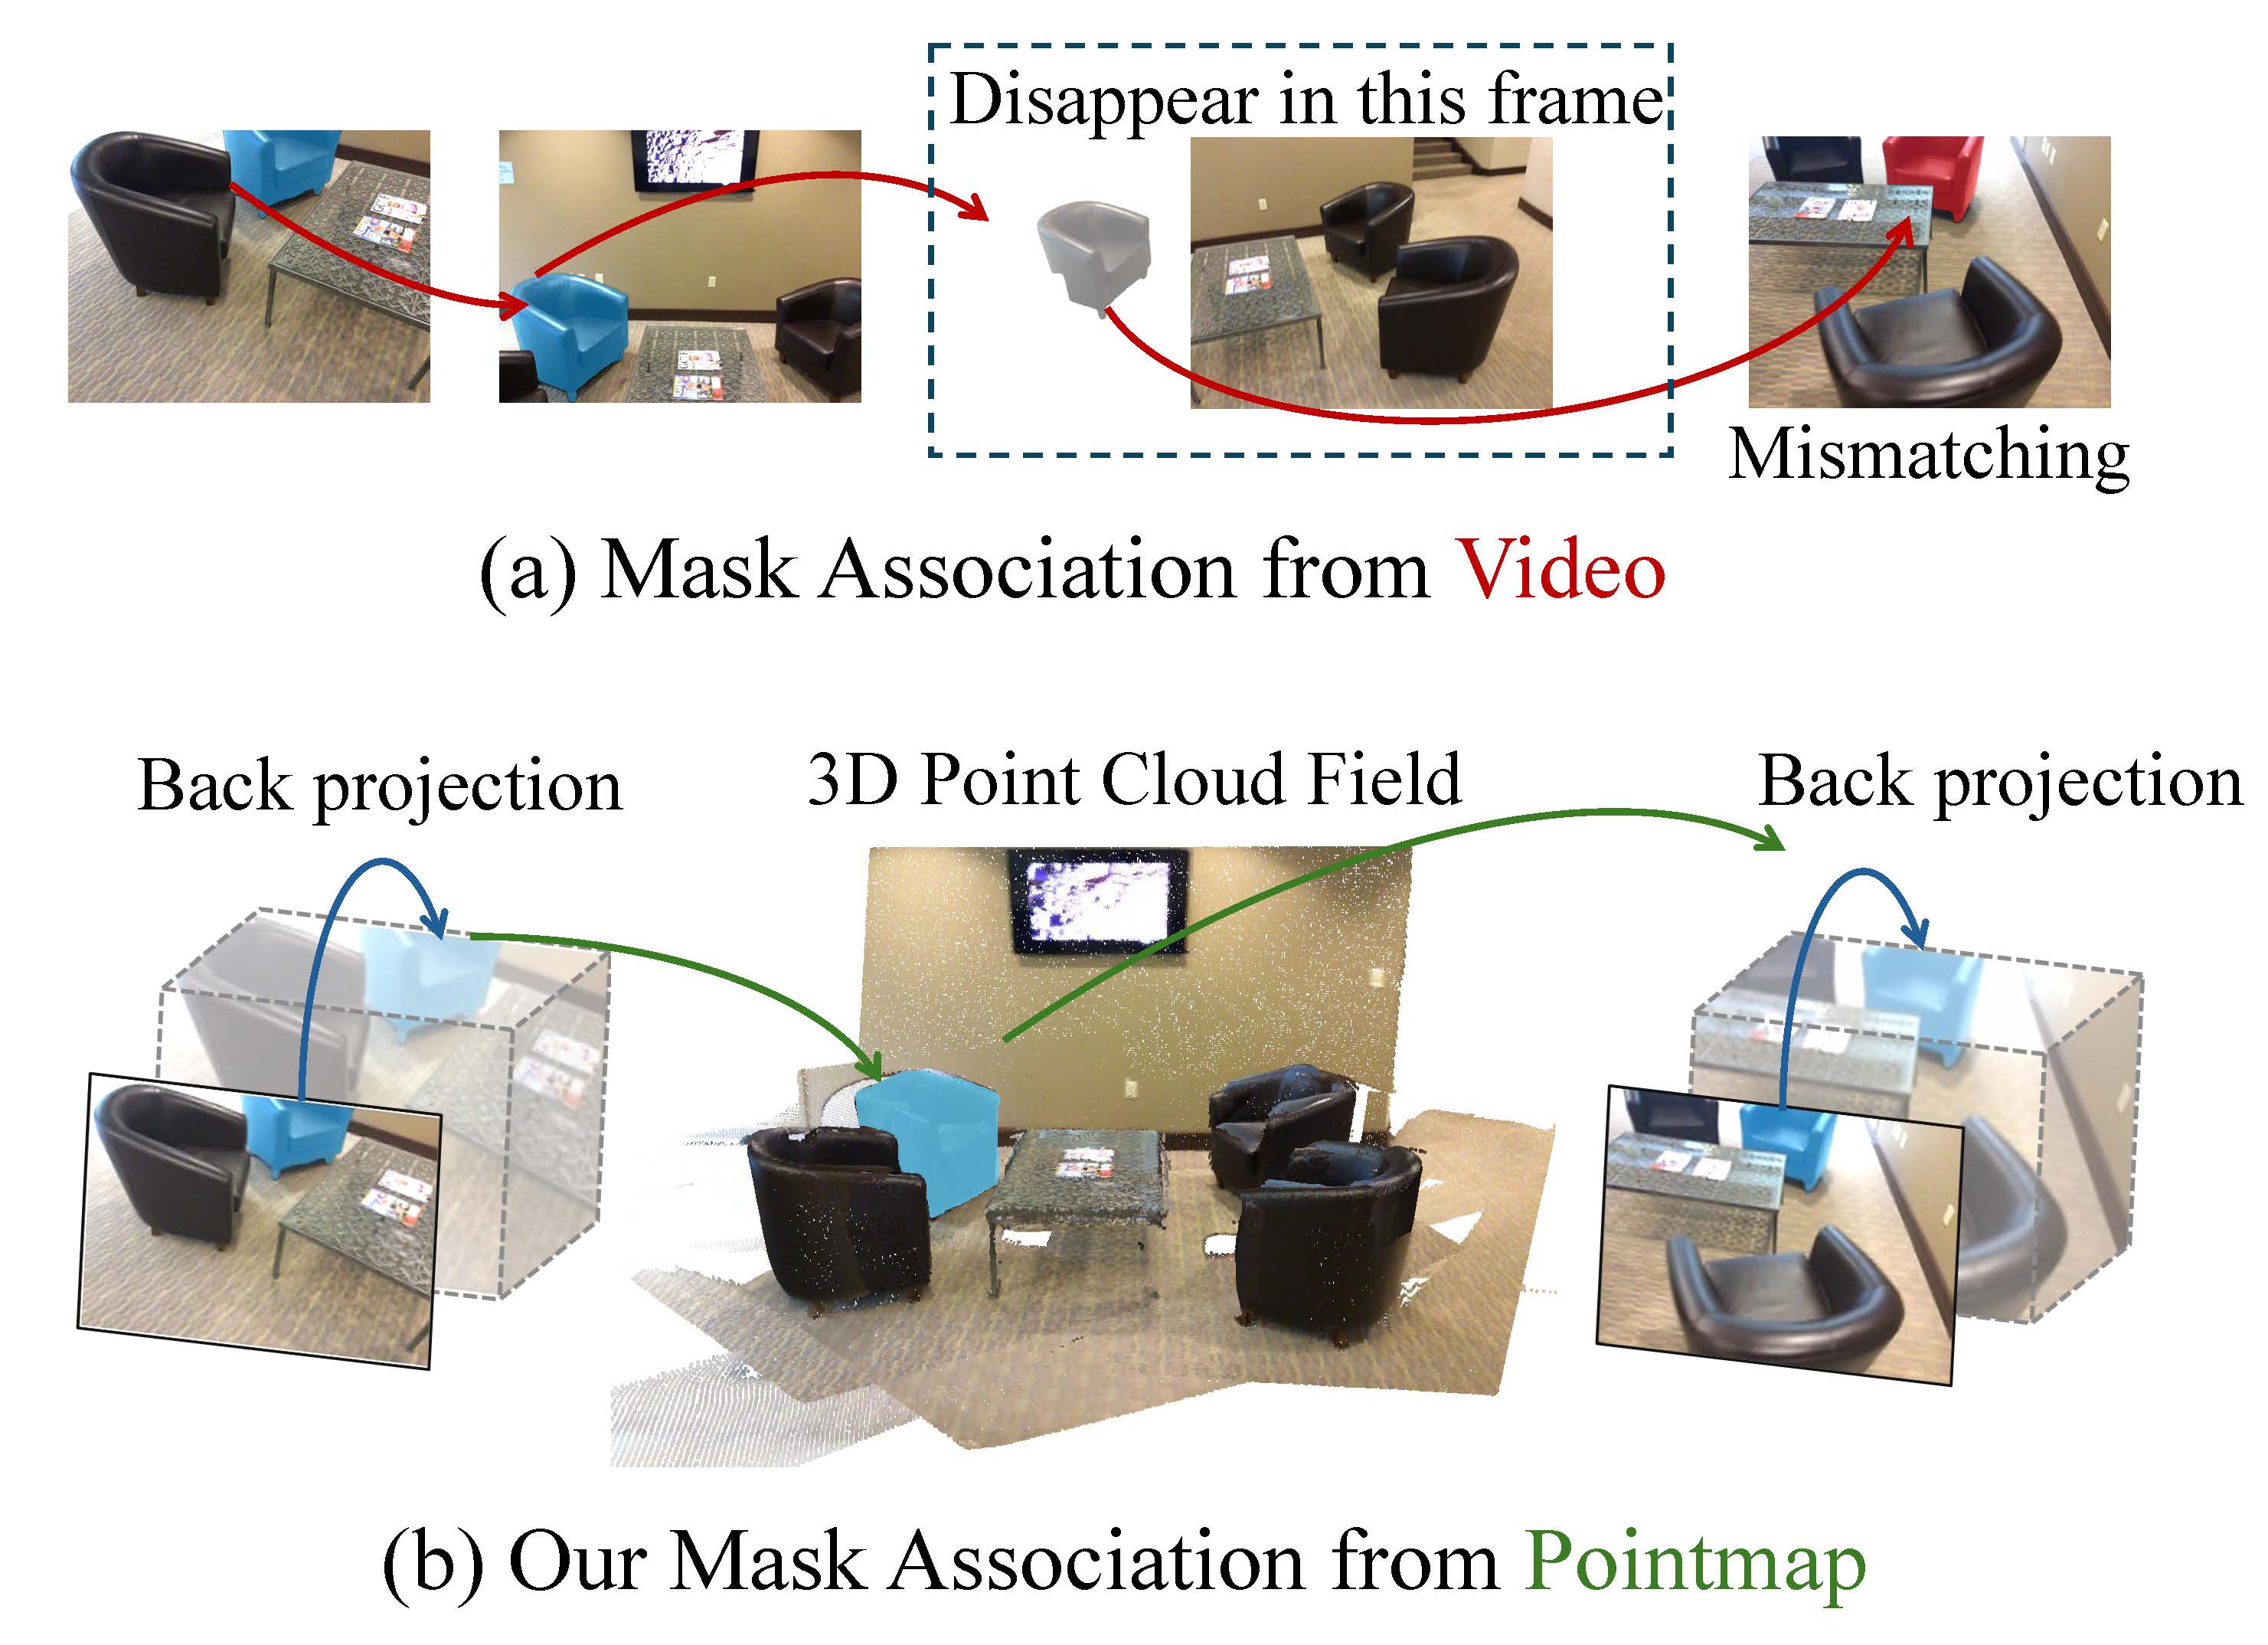 Disappear in this frame
Mismatching
(a) Mask Association from Video
Back projection
3D Point Cloud Field
Back projection
(b) Our Mask Association from Pointmap